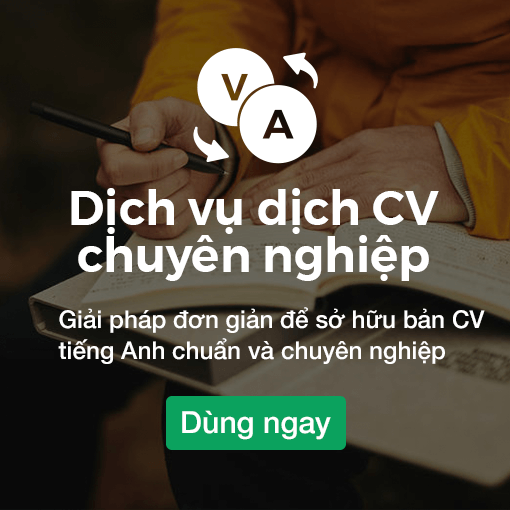 V
A
Dịch vụ dịch CV
chuyên nghiệp
Giải pháp đơn giản để sở hữu bản CV
tiếng Anh chuẩn và chuyên nghiệp
Dùng ngay